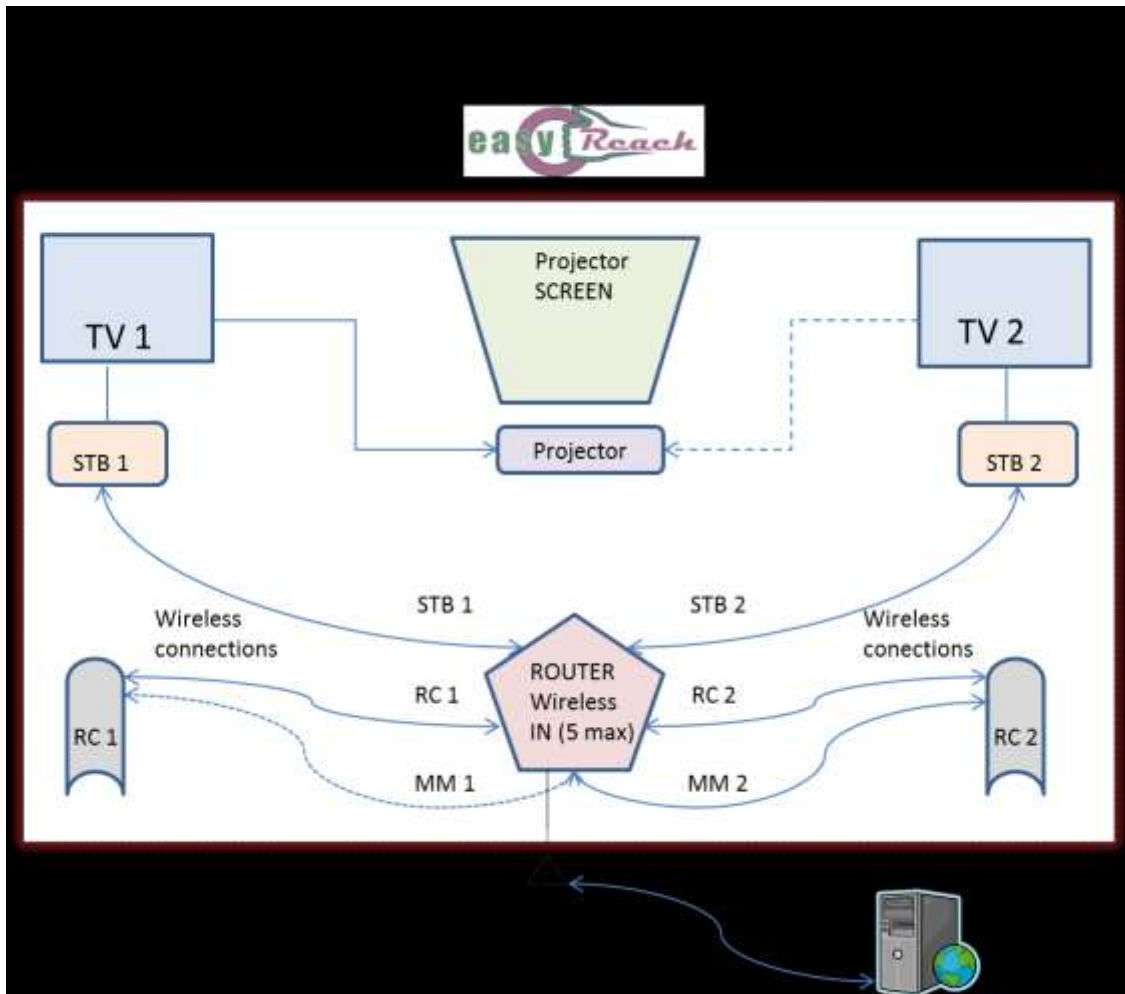 easy Reach
Projector
SCREEN
TV 1
TV 2
Projector
STB 1
STB 2
STB 1
STB 2
Wireless
connections
Wireless
conections
ROUTER
Wireless
IN (5 max)
RC 1
RC 2
RC 1
RC 2
MM 1
MM 2